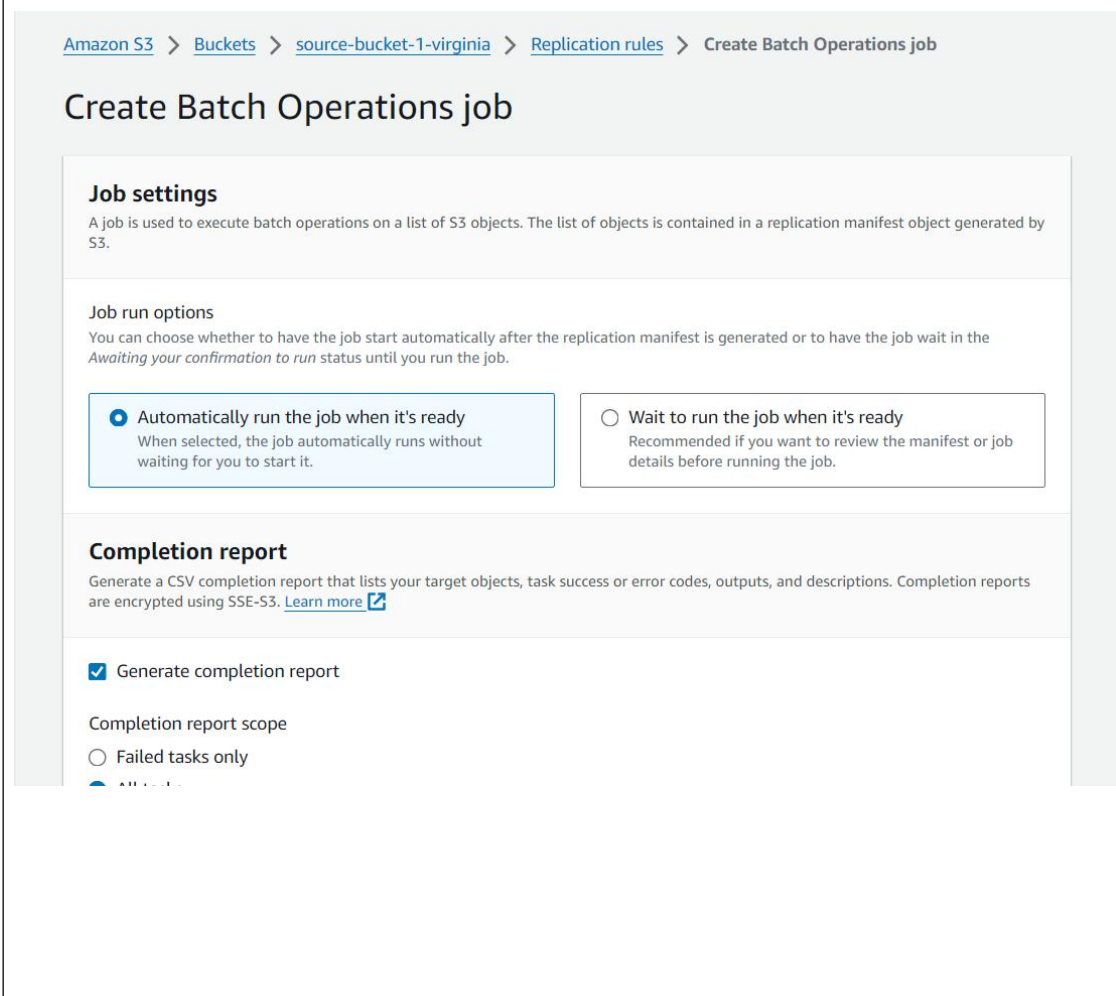 Amazon S3 > Buckets > source-bucket-1-virginia > Replication rules > Create Batch Operations job
Create Batch Operations job
Job settings
A job is used to execute batch operations on a list of S3 objects. The list of objects is contained in a replication manifest object generated by
S3.
Job run options
You can choose whether to have the job start automatically after the replication manifest is generated or to have the job wait in the
Awaiting your confirmation to run status until you run the job.
Automatically run the job when it's ready
When selected, the job automatically runs without
waiting for you to start it.
Wait to run the job when it's ready
Recommended if you want to review the manifest or job
details before running the job.
Completion report
Generate a CSV completion report that lists your target objects, task success or error codes, outputs, and descriptions. Completion reports
are encrypted using SSE-S3. Learn more
Generate completion report
Completion report scope
Failed tasks only